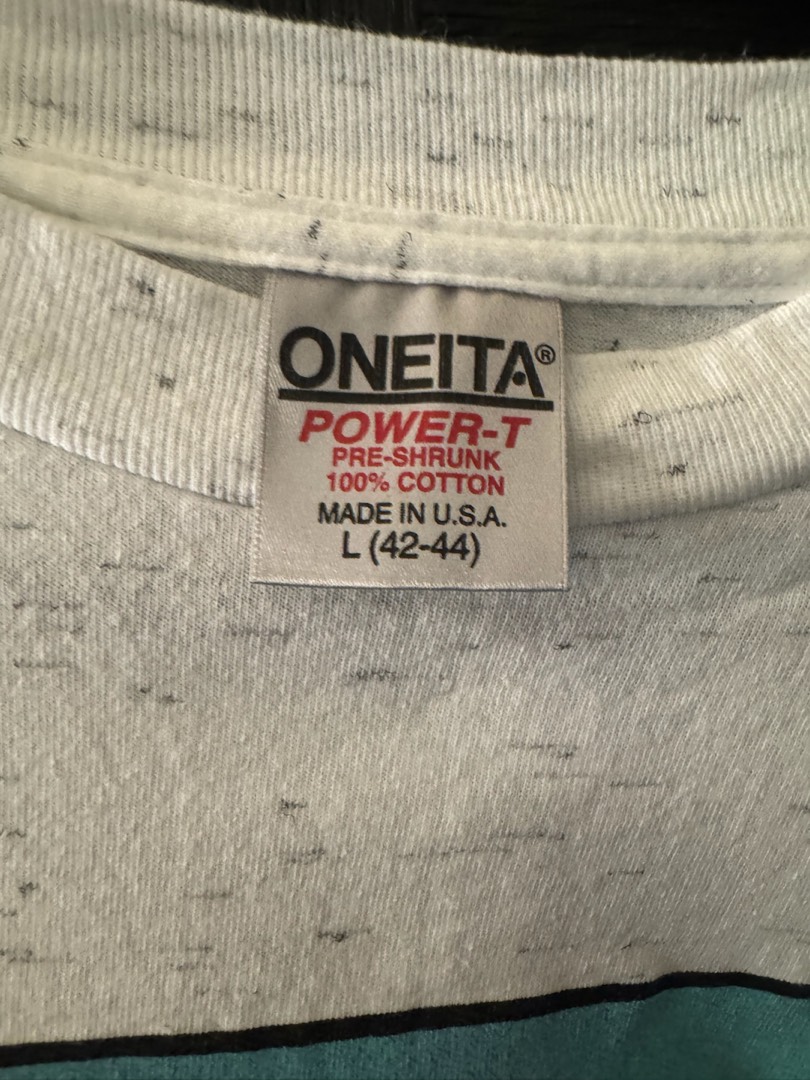 ONEITA®
POWER-T
PRE-SHRUNK
100% COTTON
MADE IN U.S.A.
L (42-44)